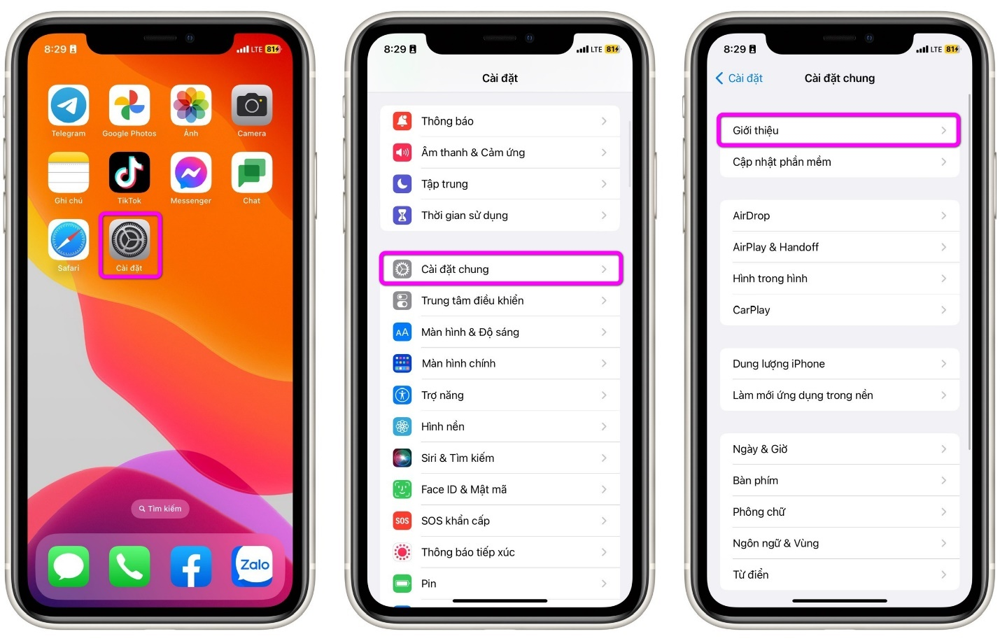 8:29
LTE 81
Telegram
Google Photos
Ảnh
Camera
Ghi chú
TikTok
Messenger
Chat
Safari
Cài đặt
Tìm kiếm
Zalo
8:29
LTE 81
Cài đặt
Thông báo
Âm thanh & Cảm ứng
Tập trung
Thời gian sử dụng
Cài đặt chung
Trung tâm điều khiển
AA Màn hình & Độ sáng
Màn hình chính
Trợ năng
Hình nền
Siri & Tìm kiếm
Face ID & Mật mã
SOS SOS khẩn cấp
Thông báo tiếp xúc
Pin
8:29
LTE 81
Cài đặt
Cài đặt chung
Giới thiệu
Cập nhật phần mềm
AirDrop
AirPlay & Handoff
Hình trong hình
CarPlay
Dung lượng iPhone
Làm mới ứng dụng trong nền
Ngày & Giờ
Bàn phím
Phông chữ
Ngôn ngữ & Vùng
Từ điển